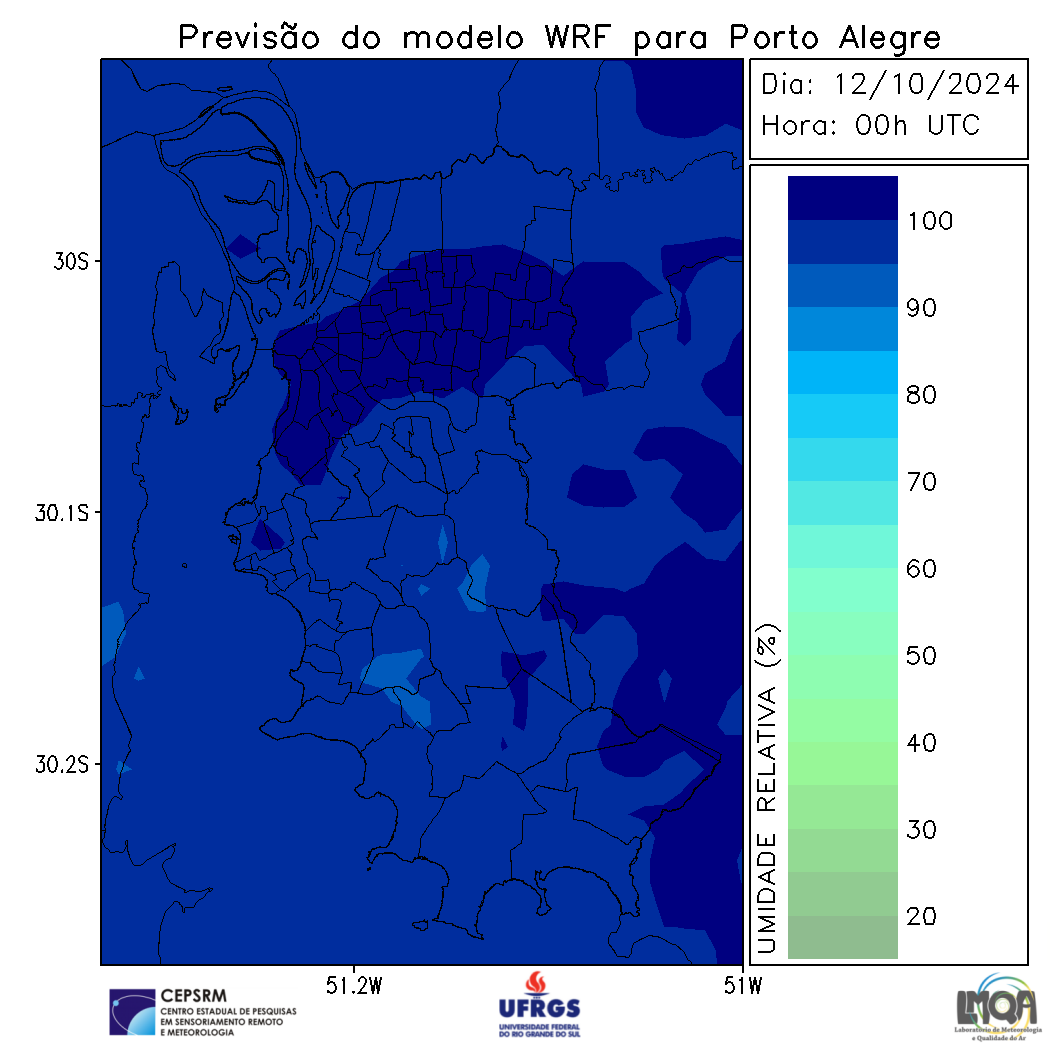 Previsão do modelo WRF para Porto Alegre
Dia: 12/10/2024
Hora: 00h UTC
30S
30.1S
30.2S
51.2W
51W
100
90
80
70
60
50
40
30
20
UMIDADE RELATIVA (%)
CEPSRM
CENTRO ESTADUAL DE PESQUISAS
EM SENSORIAMENTO REMOTO
E METEOROLOGIA
UFRGS
UNIVERSIDADE FEDERAL
DO RIO GRANDE DO SUL
LMQA
Laboratório de Meteorologia
e Qualidade do Ar